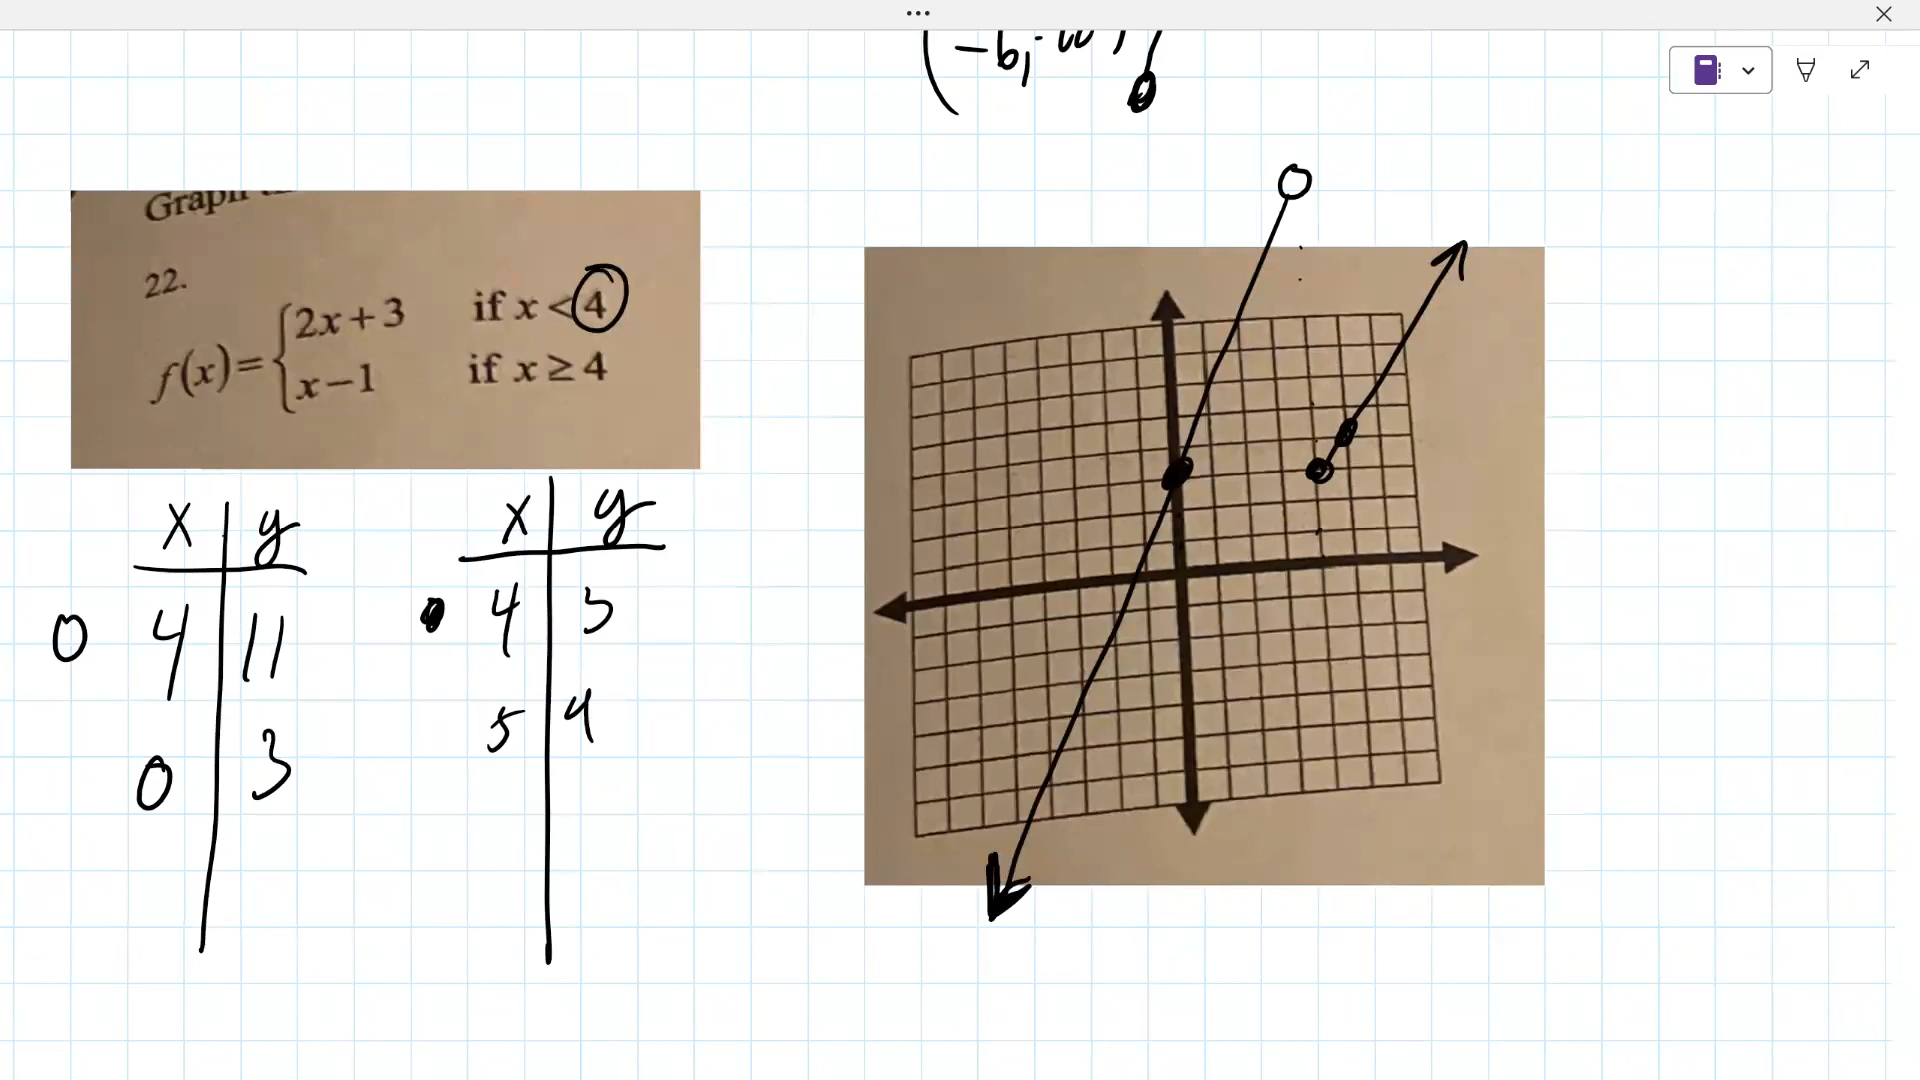 (-6,
Graph
22.
f(x) = { 2x + 3 if x < 4
x - 1 if x ≥ 4
x y
4 11
0 3
x y
4 3
5 4